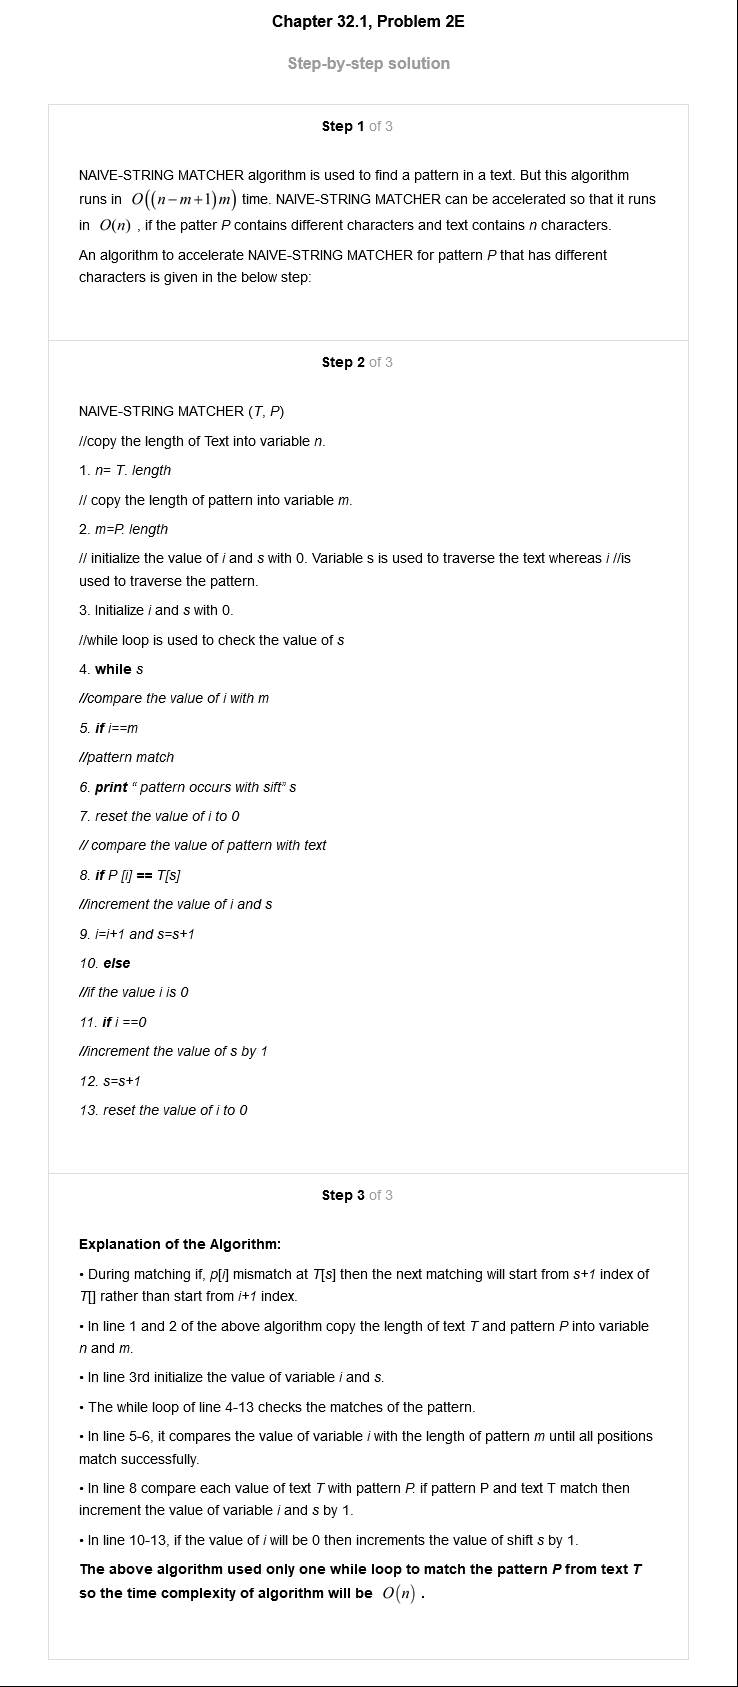 Chapter 32.1, Problem 2E
Step-by-step solution
Step 1 of 3
NAIVE-STRING MATCHER algorithm is used to find a pattern in a text. But this algorithm
runs in O((n−m+1)m) time. NAIVE-STRING MATCHER can be accelerated so that it runs
in O(n) , if the patter P contains different characters and text contains n characters.
An algorithm to accelerate NAIVE-STRING MATCHER for pattern P that has different
characters is given in the below step:
Step 2 of 3
NAIVE-STRING MATCHER (T, P)
//copy the length of Text into variable n.
1. n= T. length
// copy the length of pattern into variable m.
2. m=P. length
// initialize the value of i and s with 0. Variable s is used to traverse the text whereas i //is
used to traverse the pattern.
3. Initialize i and s with 0.
//while loop is used to check the value of s
4. while s
//compare the value of i with m
5. if i==m
//pattern match
6. print “ pattern occurs with sift” s
7. reset the value of i to 0
// compare the value of pattern with text
8. if P [i] == T[s]
//increment the value of i and s
9. i=i+1 and s=s+1
10. else
//if the value i is 0
11. if i ==0
//increment the value of s by 1
12. s=s+1
13. reset the value of i to 0
Step 3 of 3
Explanation of the Algorithm:
• During matching if, p[i] mismatch at T[s] then the next matching will start from s+1 index of
T[] rather than start from i+1 index.
• In line 1 and 2 of the above algorithm copy the length of text T and pattern P into variable
n and m.
• In line 3rd initialize the value of variable i and s.
• The while loop of line 4-13 checks the matches of the pattern.
• In line 5-6, it compares the value of variable i with the length of pattern m until all positions
match successfully.
• In line 8 compare each value of text T with pattern P. if pattern P and text T match then
increment the value of variable i and s by 1.
• In line 10-13, if the value of i will be 0 then increments the value of shift s by 1.
The above algorithm used only one while loop to match the pattern P from text T
so the time complexity of algorithm will be O(n) .